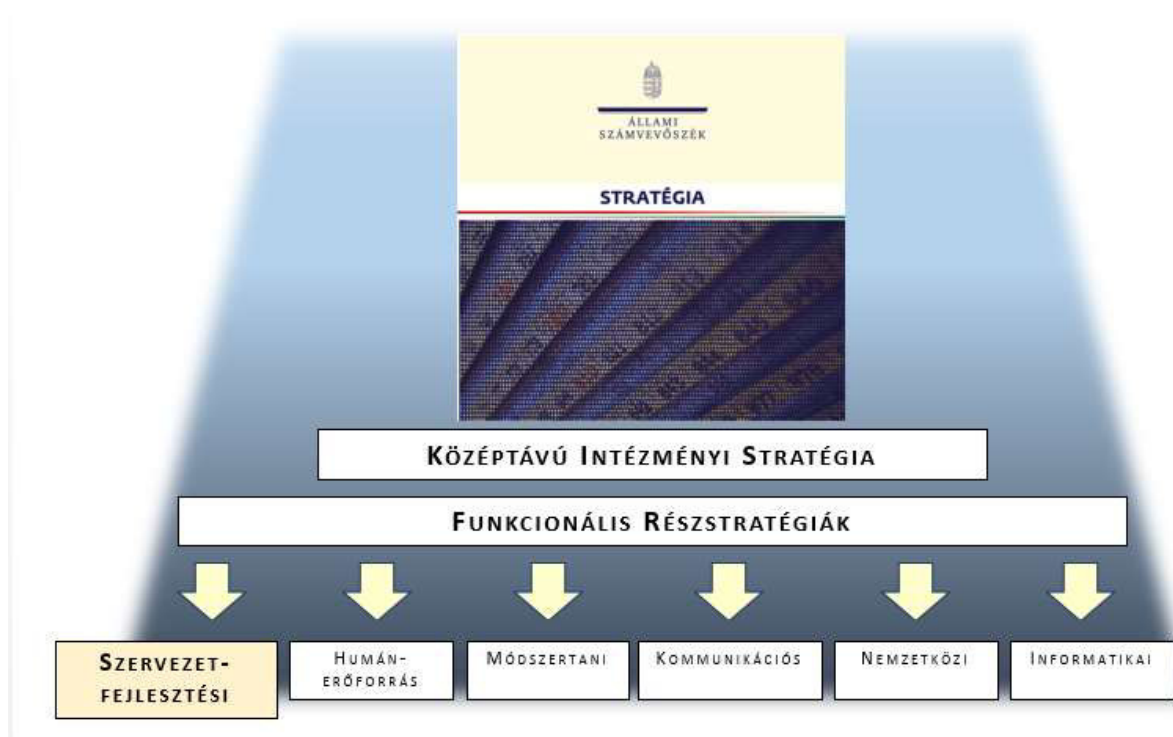 ÁLLAMI
SZÁMVEVŐSZÉK
STRATÉGIA
KÖZÉPTÁVÚ INTÉZMÉNYI STRATÉGIA
FUNKCIONÁLIS RÉSZSTRATÉGIÁK
SZERVEZET-
FEJLESZTÉSI
HUMÁN-
ERŐFORRÁS
MÓDSZERTANI
KOMMUNIKÁCIÓS
NEMZETKÖZI
INFORMATIKAI